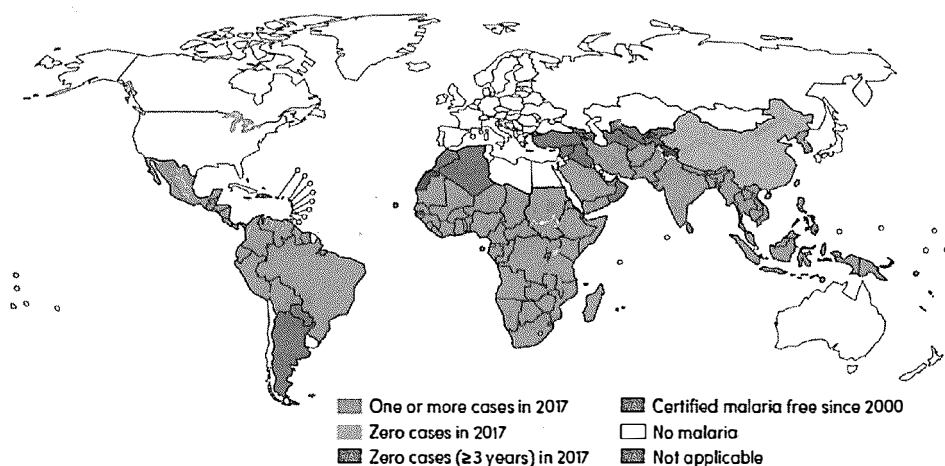 One or more cases in 2017
Zero cases in 2017
Zero cases (≥3 years) in 2017
Certified malaria free since 2000
No malaria
Not applicable